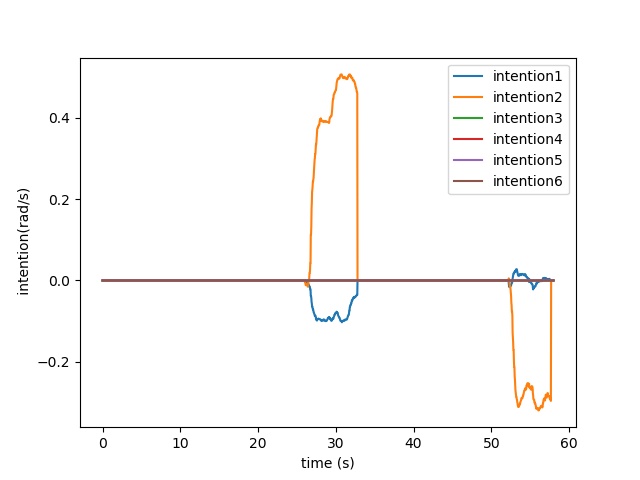 intention1
intention2
intention3
intention4
intention5
intention6
0.4
0.2
0.0
−0.2
intention(rad/s)
0 10 20 30 40 50 60
time (s)